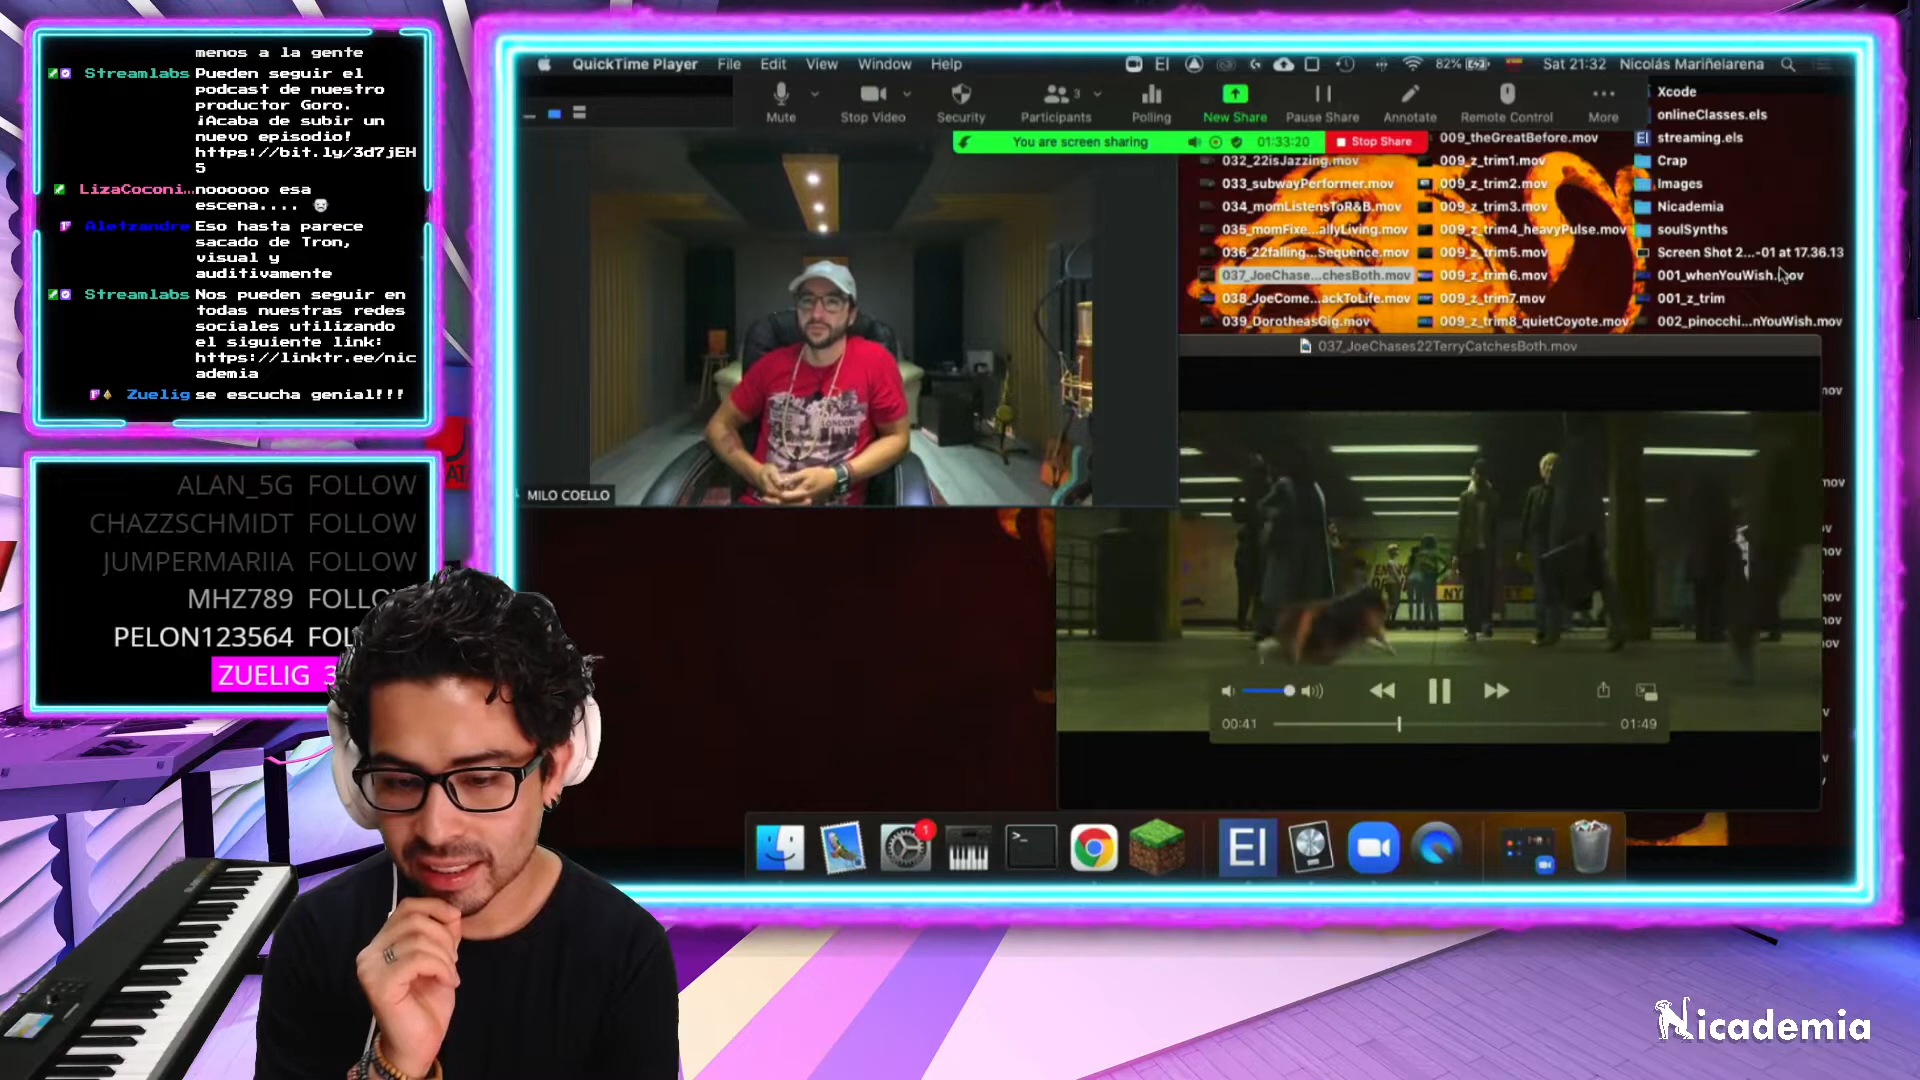 menos a la gente
Streamlabs Pueden seguir el
podcast de nuestro
productor Goro.
¡Acaba de subir un
nuevo episodio!
https://bit.ly/3d7jEH
5
LizaCoconi… noooooo esa
escena....
Aletzandre Eso hasta parece
sacado de Tron,
visual y
auditivamente
Streamlabs Nos pueden seguir en
todas nuestras redes
sociales utilizando
el siguiente link:
https://linktr.ee/nic
ademia
Zuelig se escucha genial!!!
ALAN_5G FOLLOW
CHAZZSCHMIDT FOLLOW
JUMPERMARIIA FOLLOW
MHZ789 FOLLOW
PELON123564 FOL
ZUELIG 3
QuickTime Player File Edit View Window Help
EI 82% Sat 21:32 Nicolás Mariñelarena
Mute Stop Video Security Participants 3 Polling New Share Pause Share Annotate Remote Control More
You are screen sharing 01:33:20 Stop Share
Xcode
onlineClasses.els
009_theGreatBefore.mov EI streaming.els
032_22isJazzing.mov 009_z_trim1.mov Crap
033_subwayPerformer.mov 009_z_trim2.mov Images
034_momListensToR&B.mov 009_z_trim3.mov Nicademia
035_momFixe...allyLiving.mov 009_z_trim4_heavyPulse.mov soulSynths
036_22falling...Sequence.mov 009_z_trim5.mov Screen Shot 2...-01 at 17.36.13
037_JoeChase...chesBoth.mov 009_z_trim6.mov 001_whenYouWish.mov
038_JoeCome...ackToLife.mov 009_z_trim7.mov 001_z_trim
039_DorotheasGig.mov 009_z_trim8_quietCoyote.mov 002_pinocchi...nYouWish.mov
037_JoeChases22TerryCatchesBoth.mov
MILO COELLO
00:41 01:49
1
EI
Nicademia